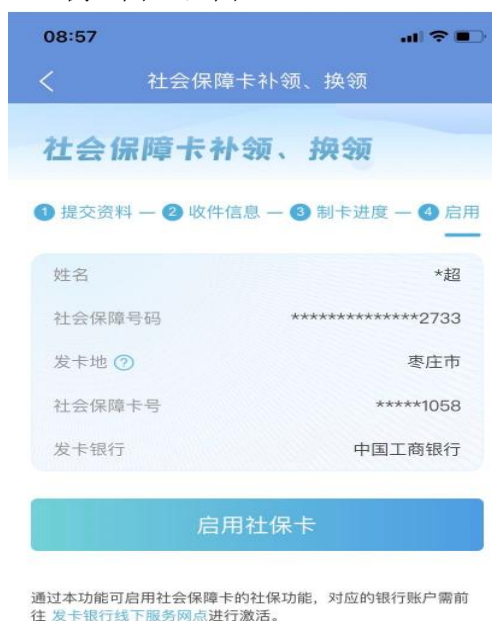 08:57
社会保障卡补领、换领
社会保障卡补领、换领
1 提交资料 — 2 收件信息 — 3 制卡进度 — 4 启用
姓名 *超
社会保障号码 **************2733
发卡地 ? 枣庄市
社会保障卡号 *****1058
发卡银行 中国工商银行
启用社保卡
通过本功能可启用社会保障卡的社保功能，对应的银行账户需前
往 发卡银行线下服务网点进行激活。